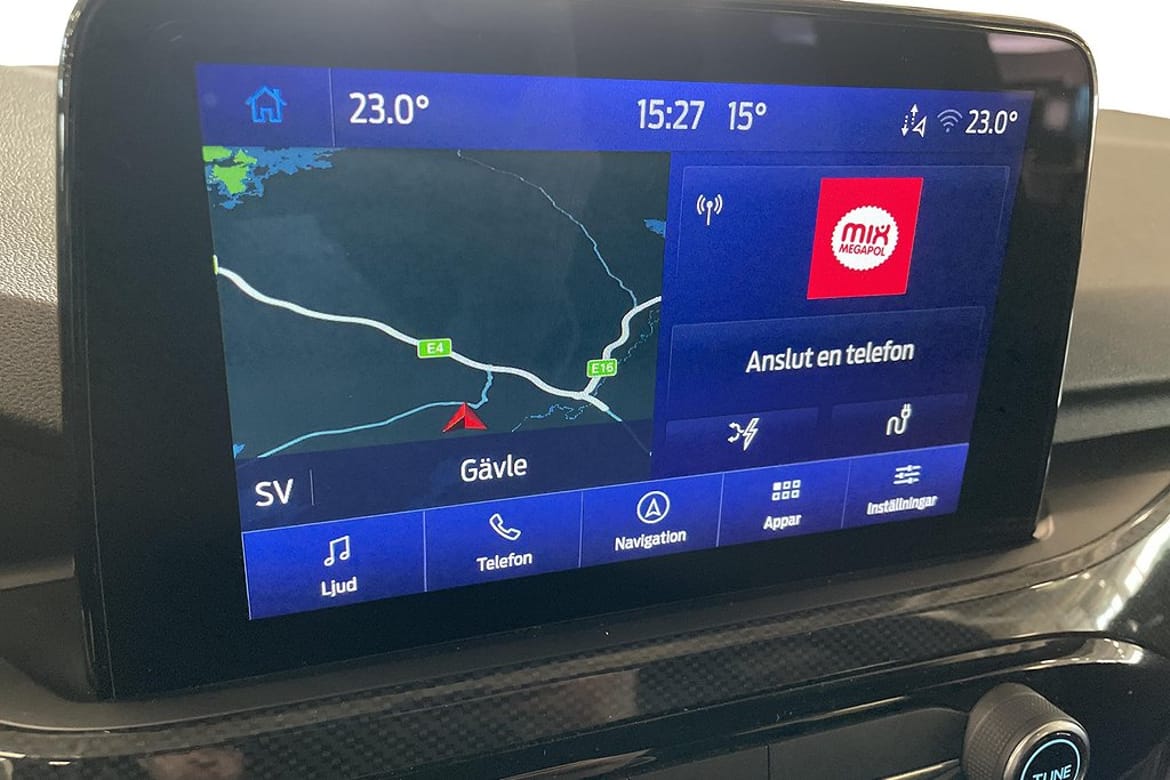 23.0°
15:27 15°
23.0°
mix
MEGAPOL
E4
E16
Anslut en telefon
SV
Gävle
Ljud
Telefon
Navigation
Appar
Inställningar
TUNE